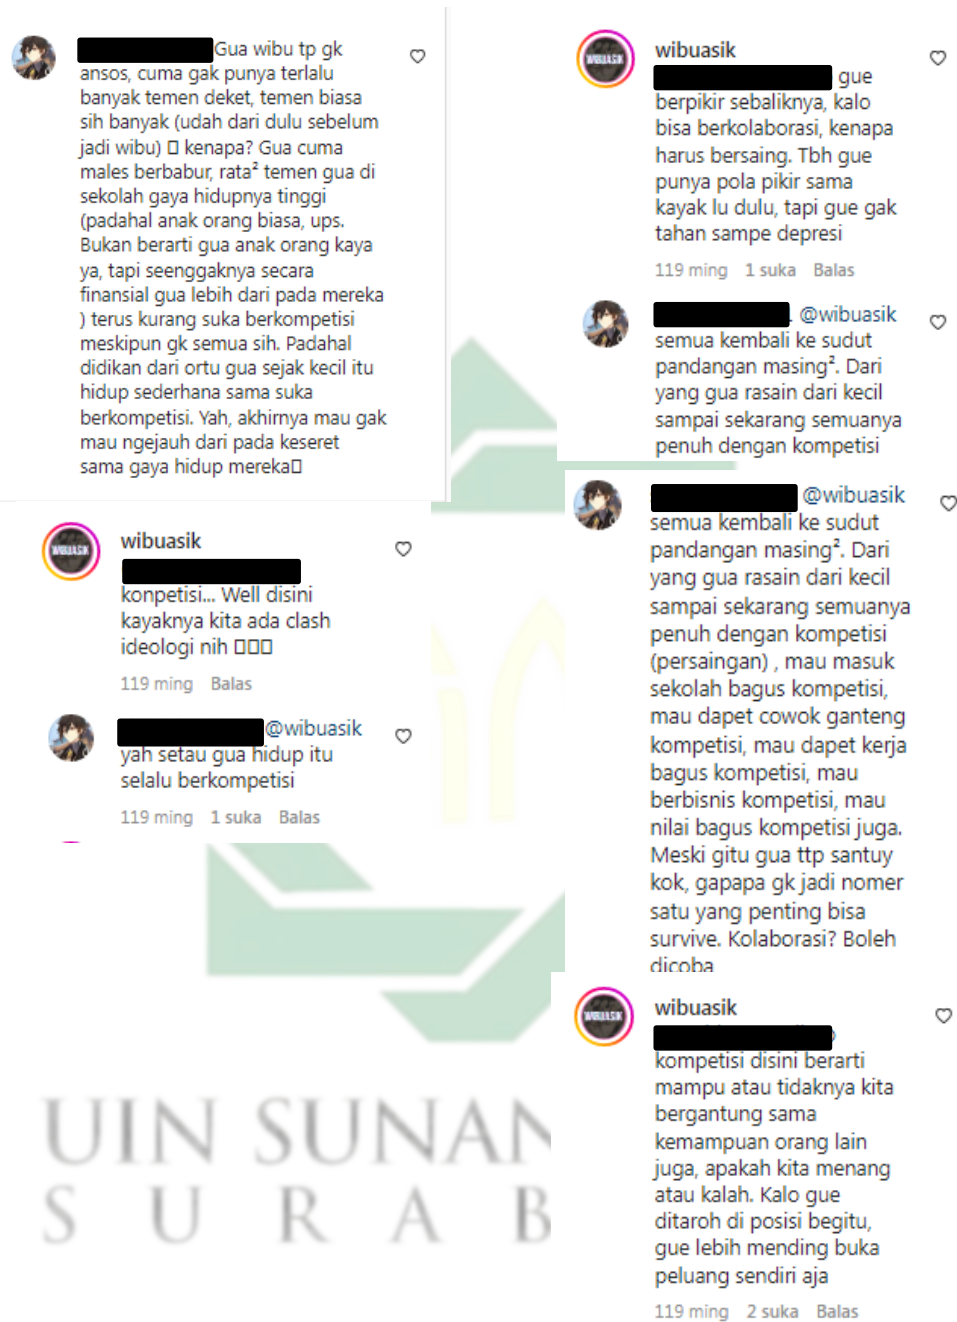 Gua wibu tp gk
ansos, cuma gak punya terlalu
banyak temen deket, temen biasa
sih banyak (udah dari dulu sebelum
jadi wibu) kenapa? Gua cuma
males berbabur, rata² temen gua di
sekolah gaya hidupnya tinggi
(padahal anak orang biasa, ups.
Bukan berarti gua anak orang kaya
ya, tapi seenggaknya secara
finansial gua lebih dari pada mereka
) terus kurang suka berkompetisi
meskipun gk semua sih. Padahal
didikan dari ortu gua sejak kecil itu
hidup sederhana sama suka
berkompetisi. Yah, akhirnya mau gak
mau ngejauh dari pada keseret
sama gaya hidup mereka
WIBUASIK
wibuasik
konpetisi... Well disini
kayaknya kita ada clash
ideologi nih
119 ming Balas
@wibuasik
yah setau gua hidup itu
selalu berkompetisi
119 ming 1 suka Balas
WIBUASIK
wibuasik
gue
berpikir sebaliknya, kalo
bisa berkolaborasi, kenapa
harus bersaing. Tbh gue
punya pola pikir sama
kayak lu dulu, tapi gue gak
tahan sampe depresi
119 ming 1 suka Balas
@wibuasik
semua kembali ke sudut
pandangan masing². Dari
yang gua rasain dari kecil
sampai sekarang semuanya
penuh dengan kompetisi
@wibuasik
semua kembali ke sudut
pandangan masing². Dari
yang gua rasain dari kecil
sampai sekarang semuanya
penuh dengan kompetisi
(persaingan) , mau masuk
sekolah bagus kompetisi,
mau dapet cowok ganteng
kompetisi, mau dapet kerja
bagus kompetisi, mau
berbisnis kompetisi, mau
nilai bagus kompetisi juga.
Meski gitu gua ttp santuy
kok, gapapa gk jadi nomer
satu yang penting bisa
survive. Kolaborasi? Boleh
dicoba
WIBUASIK
wibuasik
kompetisi disini berarti
mampu atau tidaknya kita
bergantung sama
kemampuan orang lain
juga, apakah kita menang
atau kalah. Kalo gue
ditaroh di posisi begitu,
gue lebih mending buka
peluang sendiri aja
119 ming 2 suka Balas
UIN SUNAN
S U R A B